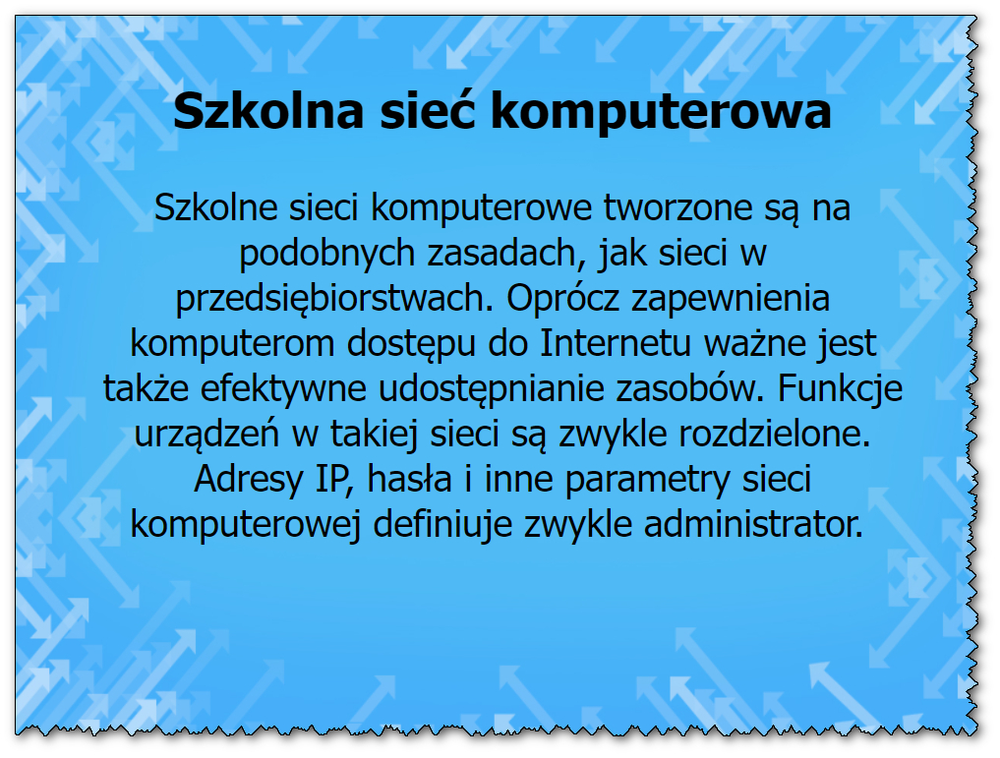 Szkolna sieć komputerowa
Szkolne sieci komputerowe tworzone są na
podobnych zasadach, jak sieci w
przedsiębiorstwach. Oprócz zapewnienia
komputerom dostępu do Internetu ważne jest
także efektywne udostępnianie zasobów. Funkcje
urządzeń w takiej sieci są zwykle rozdzielone.
Adresy IP, hasła i inne parametry sieci
komputerowej definiuje zwykle administrator.